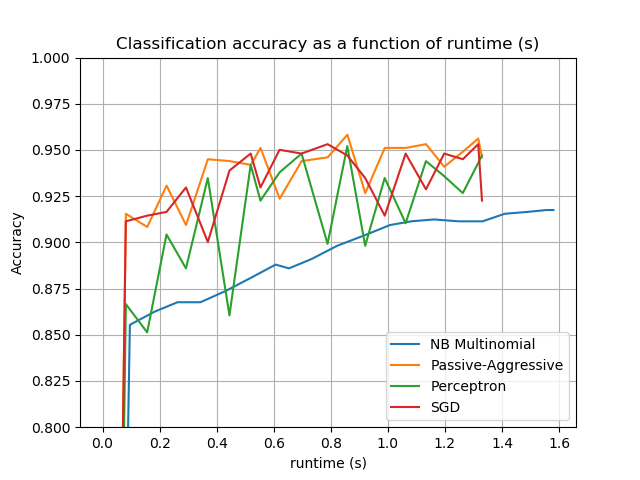 Classification accuracy as a function of runtime (s)
1.000
0.975
0.950
0.925
0.900
0.875
0.850
0.825
0.800
Accuracy
0.0 0.2 0.4 0.6 0.8 1.0 1.2 1.4 1.6
runtime (s)
NB Multinomial
Passive-Aggressive
Perceptron
SGD